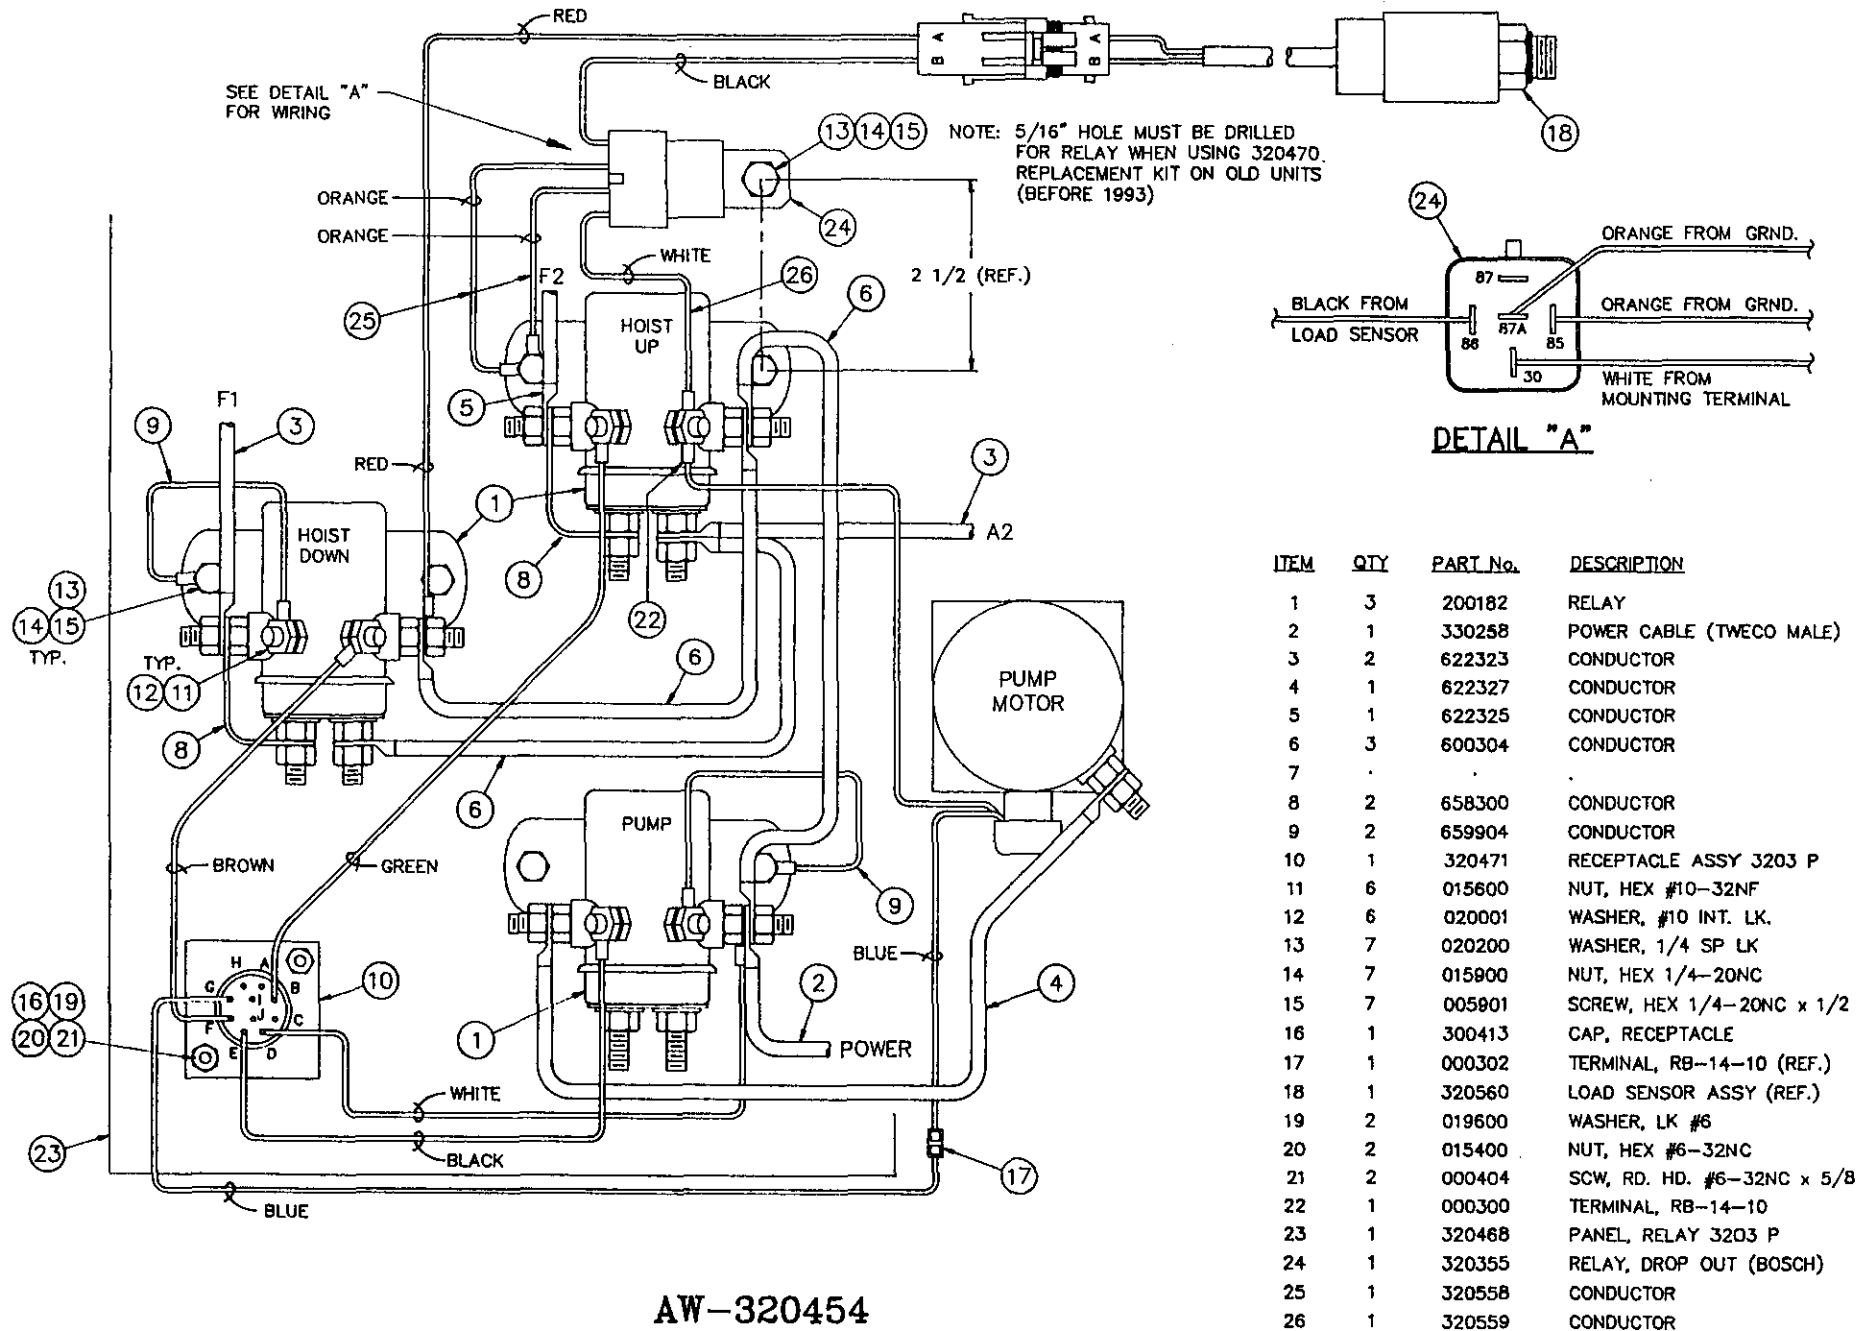 RED
BLACK
A
B
A
B
SEE DETAIL "A"
FOR WIRING
13 14 15
NOTE: 5/16" HOLE MUST BE DRILLED
FOR RELAY WHEN USING 320470.
REPLACEMENT KIT ON OLD UNITS
(BEFORE 1993)
18
ORANGE
ORANGE
24
WHITE
F2
26
2 1/2 (REF.)
6
25
HOIST
UP
24
ORANGE FROM GRND.
87
BLACK FROM
LOAD SENSOR
87A
86
85
ORANGE FROM GRND.
30
WHITE FROM
MOUNTING TERMINAL
DETAIL "A"
F1
9
3
5
RED
1
3
A2
HOIST
DOWN
8
13
14 15
TYP.
22
TYP.
12 11
6
8
6
PUMP
MOTOR
PUMP
BROWN
GREEN
9
BLUE
H A
G B
J
F J C
E D
10
16 19
20 21
2
4
1
POWER
WHITE
BLACK
23
17
BLUE
ITEM QTY PART No. DESCRIPTION
1 3 200182 RELAY
2 1 330258 POWER CABLE (TWECO MALE)
3 2 622323 CONDUCTOR
4 1 622327 CONDUCTOR
5 1 622325 CONDUCTOR
6 3 600304 CONDUCTOR
7 . . .
8 2 658300 CONDUCTOR
9 2 659904 CONDUCTOR
10 1 320471 RECEPTACLE ASSY 3203 P
11 6 015600 NUT, HEX #10-32NF
12 6 020001 WASHER, #10 INT. LK.
13 7 020200 WASHER, 1/4 SP LK
14 7 015900 NUT, HEX 1/4-20NC
15 7 005901 SCREW, HEX 1/4-20NC x 1/2
16 1 300413 CAP, RECEPTACLE
17 1 000302 TERMINAL, RB-14-10 (REF.)
18 1 320560 LOAD SENSOR ASSY (REF.)
19 2 019600 WASHER, LK #6
20 2 015400 NUT, HEX #6-32NC
21 2 000404 SCW, RD. HD. #6-32NC x 5/8
22 1 000300 TERMINAL, RB-14-10
23 1 320468 PANEL, RELAY 3203 P
24 1 320355 RELAY, DROP OUT (BOSCH)
25 1 320558 CONDUCTOR
26 1 320559 CONDUCTOR
AW-320454